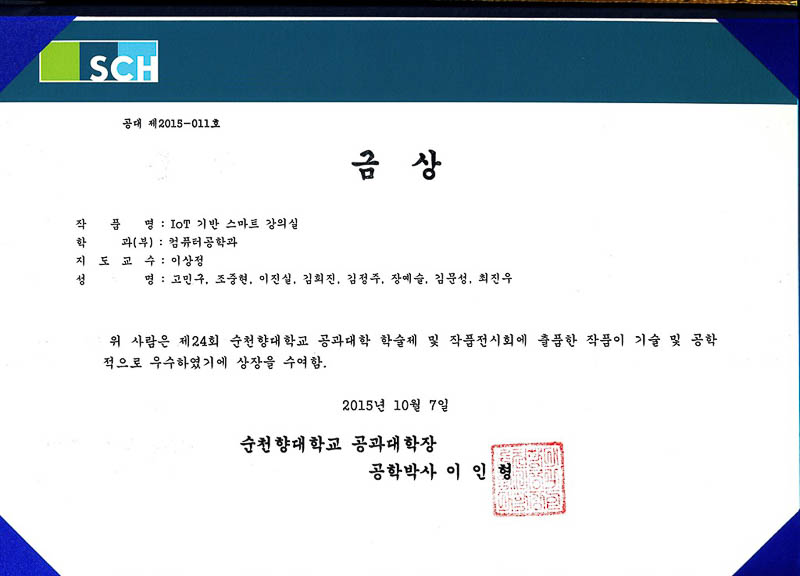 SCH
공대 제2015-011호
금 상
작 품 명 : IoT 기반 스마트 강의실
학 과(부) : 컴퓨터공학과
지 도 교 수 : 이상정
성 명 : 고민구, 조중현, 이진실, 김희진, 김정주, 장예슬, 김문성, 최진우
위 사람은 제24회 순천향대학교 공과대학 학술제 및 작품전시회에 출품한 작품이 기술 및 공학
적으로 우수하였기에 상장을 수여함.
2015년 10월 7일
순천향대학교 공과대학장
공학박사 이 인 형